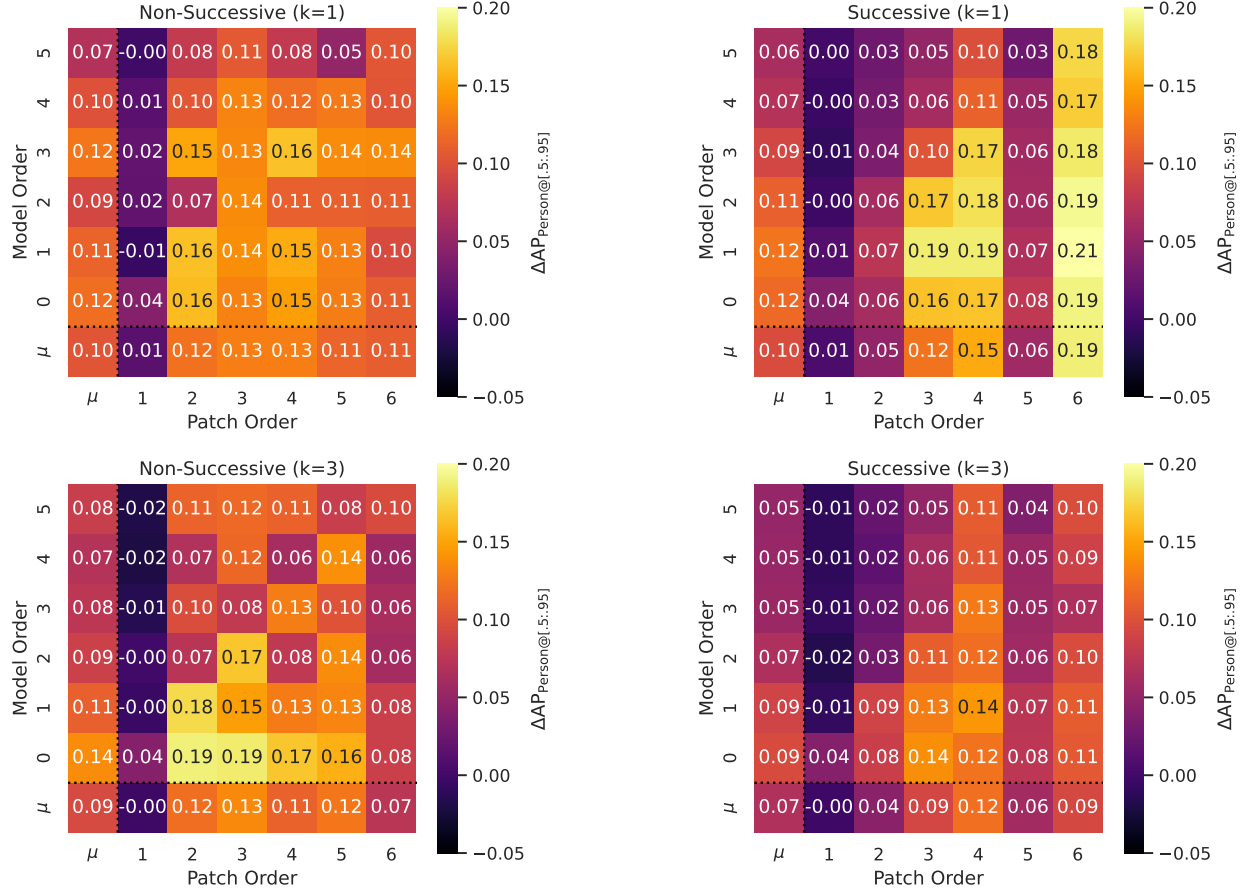 Non-Successive (k=1)
Model Order
5 0.07 -0.00 0.08 0.11 0.08 0.05 0.10
4 0.10 0.01 0.10 0.13 0.12 0.13 0.10
3 0.12 0.02 0.15 0.13 0.16 0.14 0.14
2 0.09 0.02 0.07 0.14 0.11 0.11 0.11
1 0.11 -0.01 0.16 0.14 0.15 0.13 0.10
0 0.12 0.04 0.16 0.13 0.15 0.13 0.11
μ 0.10 0.01 0.12 0.13 0.13 0.11 0.11
μ 1 2 3 4 5 6
Patch Order
0.20
0.15
0.10
0.05
0.00
−0.05
ΔAP Person@[.5:.95]
Successive (k=1)
Model Order
5 0.06 0.00 0.03 0.05 0.10 0.03 0.18
4 0.07 -0.00 0.03 0.06 0.11 0.05 0.17
3 0.09 -0.01 0.04 0.10 0.17 0.06 0.18
2 0.11 -0.00 0.06 0.17 0.18 0.06 0.19
1 0.12 0.01 0.07 0.19 0.19 0.07 0.21
0 0.12 0.04 0.06 0.16 0.17 0.08 0.19
μ 0.10 0.01 0.05 0.12 0.15 0.06 0.19
μ 1 2 3 4 5 6
Patch Order
0.20
0.15
0.10
0.05
0.00
−0.05
ΔAP Person@[.5:.95]
Non-Successive (k=3)
Model Order
5 0.08 -0.02 0.11 0.12 0.11 0.08 0.10
4 0.07 -0.02 0.07 0.12 0.06 0.14 0.06
3 0.08 -0.01 0.10 0.08 0.13 0.10 0.06
2 0.09 -0.00 0.07 0.17 0.08 0.14 0.06
1 0.11 -0.00 0.18 0.15 0.13 0.13 0.08
0 0.14 0.04 0.19 0.19 0.17 0.16 0.08
μ 0.09 -0.00 0.12 0.13 0.11 0.12 0.07
μ 1 2 3 4 5 6
Patch Order
0.20
0.15
0.10
0.05
0.00
−0.05
ΔAP Person@[.5:.95]
Successive (k=3)
Model Order
5 0.05 -0.01 0.02 0.05 0.11 0.04 0.10
4 0.05 -0.01 0.02 0.06 0.11 0.05 0.09
3 0.05 -0.01 0.02 0.06 0.13 0.05 0.07
2 0.07 -0.02 0.03 0.11 0.12 0.06 0.10
1 0.09 -0.01 0.09 0.13 0.14 0.07 0.11
0 0.09 0.04 0.08 0.14 0.12 0.08 0.11
μ 0.07 -0.00 0.04 0.09 0.12 0.06 0.09
μ 1 2 3 4 5 6
Patch Order
0.20
0.15
0.10
0.05
0.00
−0.05
ΔAP Person@[.5:.95]